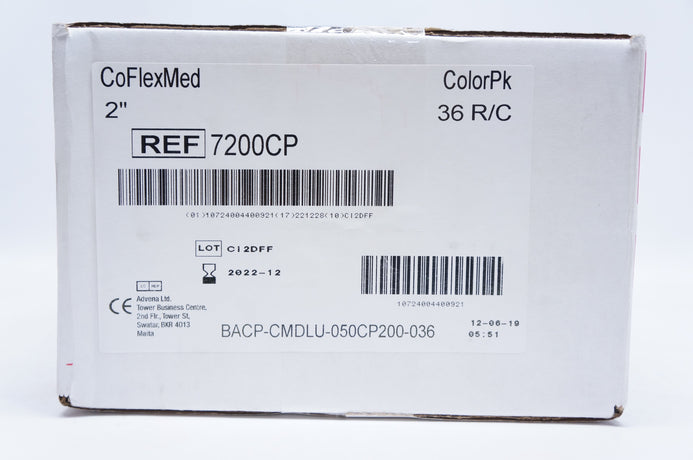 CoFlexMed ColorPk
2" 36 R/C
REF 7200CP
(01)10724004400921(17)221228(10)CI2DFF
LOT CI2DFF
2022-12
10724004400921
EC REP
CE Advena Ltd.
Tower Business Centre,
2nd Flr., Tower St,
Swatar, BKR 4013
Malta
BACP-CMDLU-050CP200-036
12-06-19
05:51